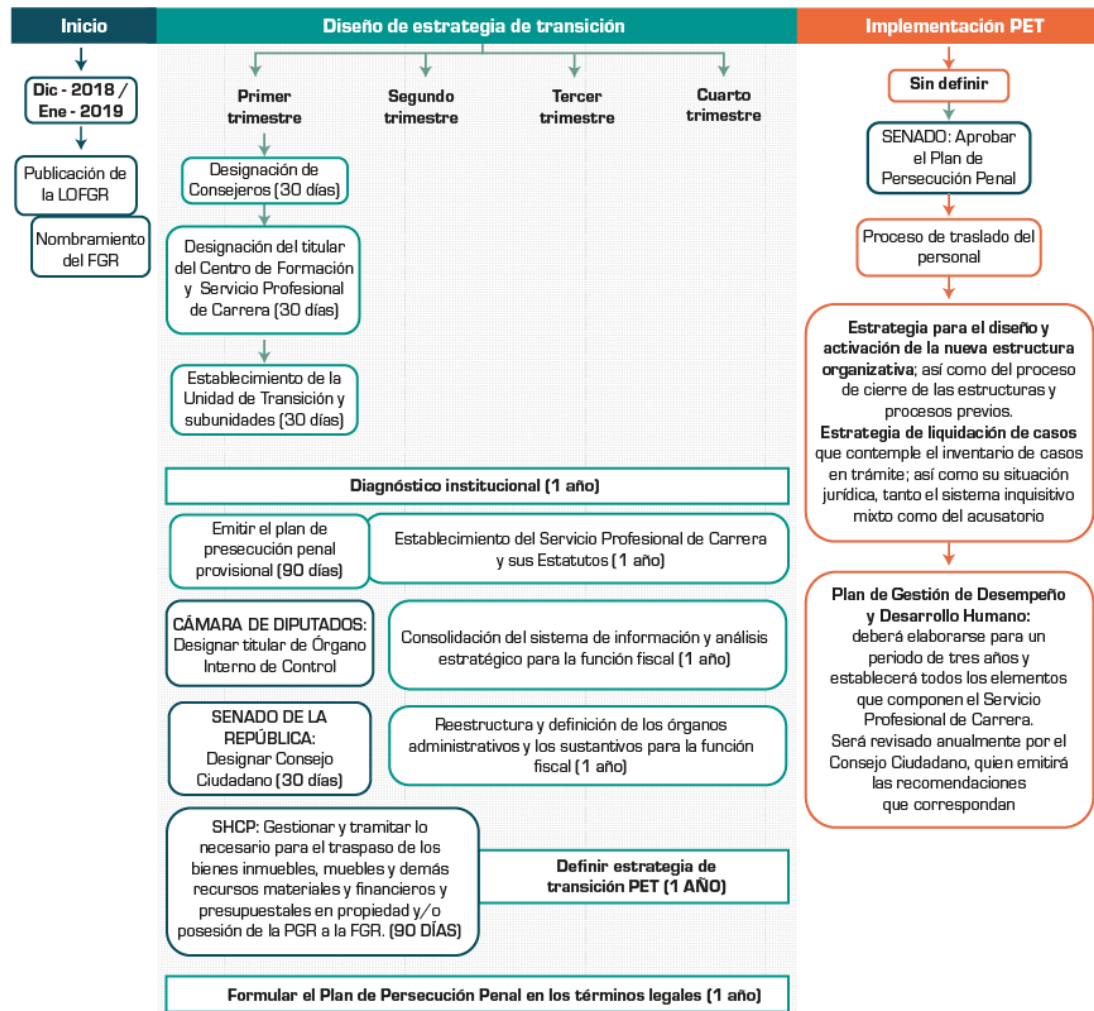 Inicio
Diseño de estrategia de transición
Implementación PET
Dic - 2018 /
Ene - 2019
Publicación de
la LOFGR
Nombramiento
del FGR
Primer
trimestre
Segundo
trimestre
Tercer
trimestre
Cuarto
trimestre
Designación de
Consejeros (30 días)
Designación del titular
del Centro de Formación
y Servicio Profesional
de Carrera (30 días)
Establecimiento de la
Unidad de Transición y
subunidades (30 días)
Diagnóstico institucional (1 año)
Emitir el plan de
presecución penal
provisional (90 días)
Establecimiento del Servicio Profesional de Carrera
y sus Estatutos (1 año)
CÁMARA DE DIPUTADOS:
Designar titular de Órgano
Interno de Control
Consolidación del sistema de información y análisis
estratégico para la función fiscal (1 año)
SENADO DE LA
REPÚBLICA:
Designar Consejo
Ciudadano (30 días)
Reestructura y definición de los órganos
administrativos y los sustantivos para la función
fiscal (1 año)
SHCP: Gestionar y tramitar lo
necesario para el traspaso de los
bienes inmuebles, muebles y demás
recursos materiales y financieros y
presupuestales en propiedad y/o
posesión de la PGR a la FGR. (90 DÍAS)
Definir estrategia de
transición PET (1 AÑO)
Formular el Plan de Persecución Penal en los términos legales (1 año)
Sin definir
SENADO: Aprobar
el Plan de
Persecución Penal
Proceso de traslado del
personal
Estrategia para el diseño y
activación de la nueva estructura
organizativa; así como del proceso
de cierre de las estructuras y
procesos previos.
Estrategia de liquidación de casos
que contemple el inventario de casos
en trámite; así como su situación
jurídica, tanto el sistema inquisitivo
mixto como del acusatorio
Plan de Gestión de Desempeño
y Desarrollo Humano:
deberá elaborarse para un
periodo de tres años y
establecerá todos los elementos
que componen el Servicio
Profesional de Carrera.
Será revisado anualmente por el
Consejo Ciudadano, quien emitirá
las recomendaciones
que correspondan